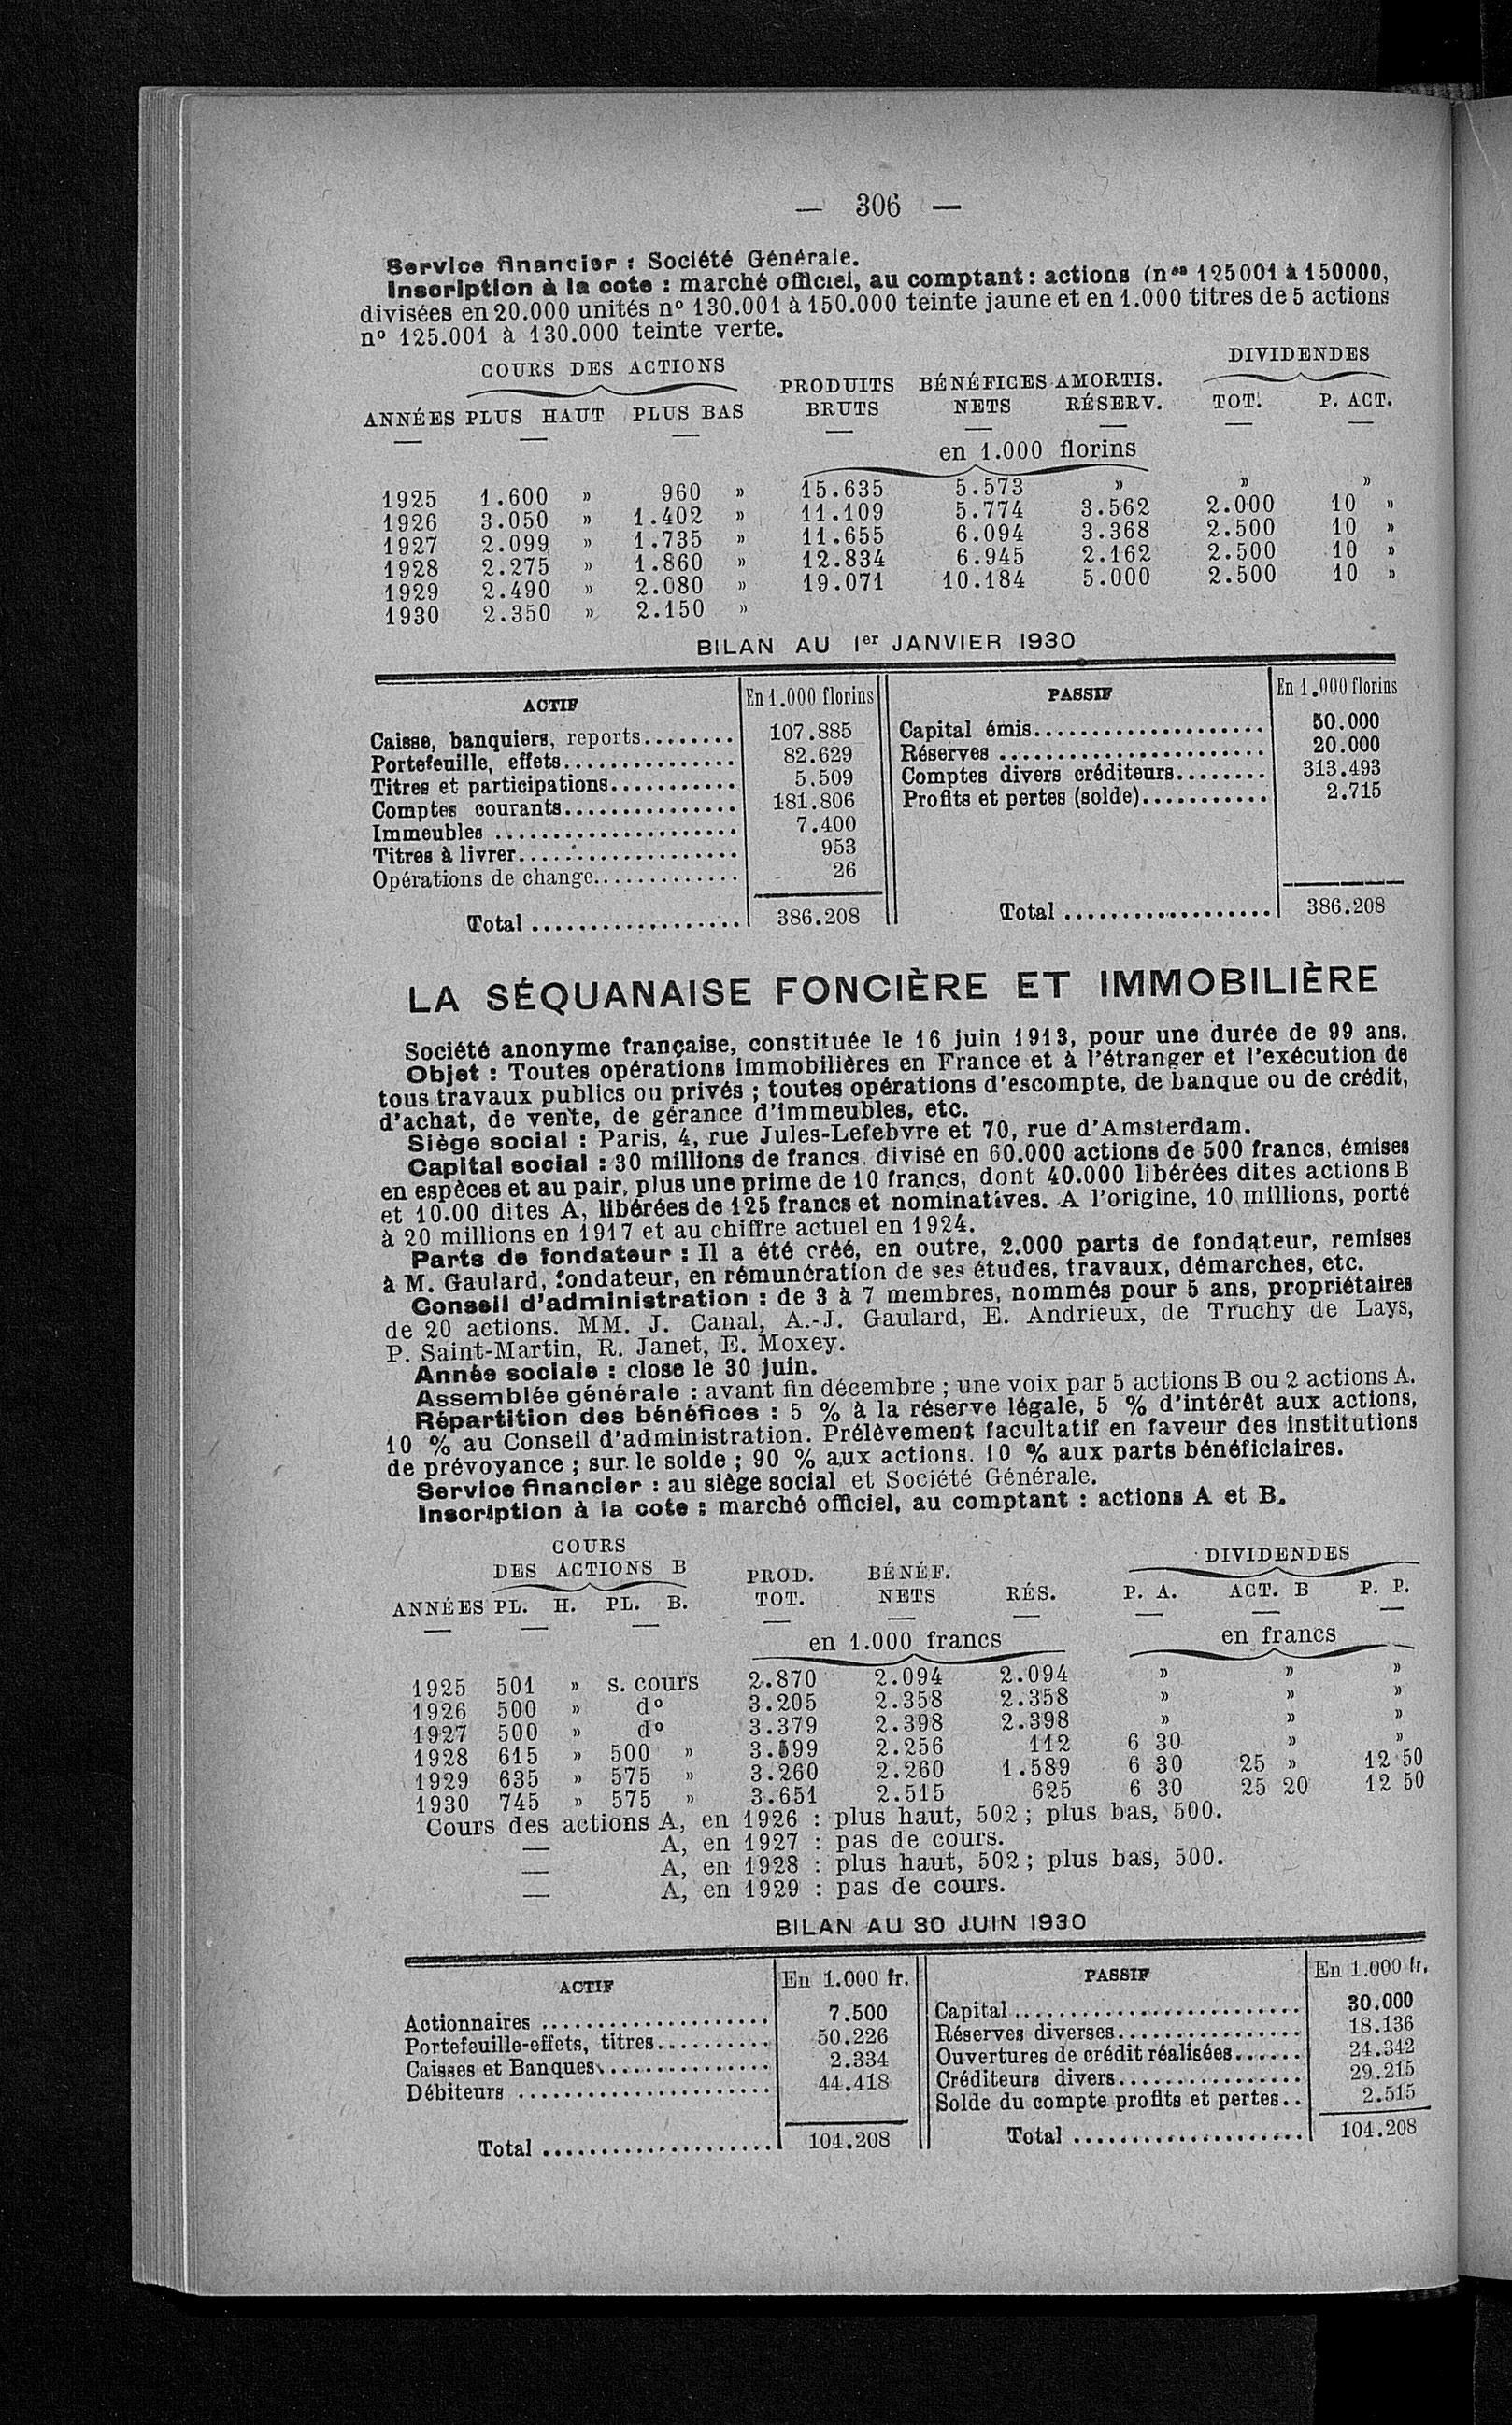 — 306 —
Service financier : Société Générale.
Inscription à la cote : marché officiel, au comptant : actions (nos 125001 à 150000,
divisées en 20.000 unités no 130.001 à 150.000 teinte jaune et en 1.000 titres de 5 actions
no 125.001 à 130.000 teinte verte.
COURS DES ACTIONS DIVIDENDES
PRODUITS BÉNÉFICES AMORTIS.
ANNÉES PLUS HAUT PLUS BAS BRUTS NETS RÉSERV. TOT. P. ACT.
en 1.000 florins
1925 1.600 » 960 » 15.635 5.573 » » »
1926 3.050 » 1.402 » 11.109 5.774 3.562 2.000 10 »
1927 2.099 » 1.735 » 11.655 6.094 3.368 2.500 10 »
1928 2.275 » 1.860 » 12.834 6.945 2.162 2.500 10 »
1929 2.490 » 2.080 » 19.071 10.184 5.000 2.500 10 »
1930 2.350 » 2.150 »
BILAN AU 1er JANVIER 1930
ACTIF En 1.000 florins PASSIF En 1.000 florins
Caisse, banquiers, reports........ 107.885 Capital émis.................... 50.000
Portefeuille, effets............... 82.629 Réserves ....................... 20.000
Titres et participations........... 5.509 Comptes divers créditeurs........ 313.493
Comptes courants............... 181.806 Profits et pertes (solde)........... 2.715
Immeubles ..................... 7.400
Titres à livrer................... 953
Opérations de change............. 26
Total .................. 386.208 Total .................. 386.208
LA SÉQUANAISE FONCIÈRE ET IMMOBILIÈRE
Société anonyme française, constituée le 16 juin 1913, pour une durée de 99 ans.
Objet : Toutes opérations immobilières en France et à l'étranger et l'exécution de
tous travaux publics ou privés ; toutes opérations d'escompte, de banque ou de crédit,
d'achat, de vente, de gérance d'immeubles, etc.
Siège social : Paris, 4, rue Jules-Lefebvre et 70, rue d'Amsterdam.
Capital social : 30 millions de francs, divisé en 60.000 actions de 500 francs, émises
en espèces et au pair, plus une prime de 10 francs, dont 40.000 libérées dites actions B
et 10.00 dites A, libérées de 125 francs et nominatives. A l'origine, 10 millions, porté
à 20 millions en 1917 et au chiffre actuel en 1924.
Parts de fondateur : Il a été créé, en outre, 2.000 parts de fondateur, remises
à M. Gaulard, fondateur, en rémunération de ses études, travaux, démarches, etc.
Conseil d'administration : de 3 à 7 membres, nommés pour 5 ans, propriétaires
de 20 actions. MM. J. Canal, A.-J. Gaulard, E. Andrieux, de Truchy de Lays,
P. Saint-Martin, R. Janet, E. Moxey.
Année sociale : close le 30 juin.
Assemblée générale : avant fin décembre ; une voix par 5 actions B ou 2 actions A.
Répartition des bénéfices : 5 % à la réserve légale, 5 % d'intérêt aux actions,
10 % au Conseil d'administration. Prélèvement facultatif en faveur des institutions
de prévoyance ; sur le solde ; 90 % aux actions. 10 % aux parts bénéficiaires.
Service financier : au siège social et Société Générale.
Inscription à la cote : marché officiel, au comptant : actions A et B.
COURS
DES ACTIONS B PROD. BÉNÉF. DIVIDENDES
ANNÉES PL. H. PL. B. TOT. NETS RÉS. P. A. ACT. B P. P.
en 1.000 francs en francs
1925 501 » s. cours 2.870 2.094 2.094 » » »
1926 500 » do 3.205 2.358 2.358 » » »
1927 500 » do 3.379 2.398 2.398 » » »
1928 615 » 500 » 3.599 2.256 112 6 30 » »
1929 635 » 575 » 3.260 2.260 1.589 6 30 25 » 12 50
1930 745 » 575 » 3.651 2.515 625 6 30 25 20 12 50
Cours des actions A, en 1926 : plus haut, 502 ; plus bas, 500.
— A, en 1927 : pas de cours.
— A, en 1928 : plus haut, 502 ; plus bas, 500.
— A, en 1929 : pas de cours.
BILAN AU 30 JUIN 1930
ACTIF En 1.000 fr. PASSIF En 1.000 fr.
Actionnaires .................... 7.500 Capital......................... 30.000
Portefeuille-effets, titres.......... 50.226 Réserves diverses................ 18.136
Caisses et Banques............... 2.334 Ouvertures de crédit réalisées...... 24.342
Débiteurs ...................... 44.418 Créditeurs divers................ 29.215
Solde du compte profits et pertes.. 2.515
Total .................... 104.208 Total .................... 104.208